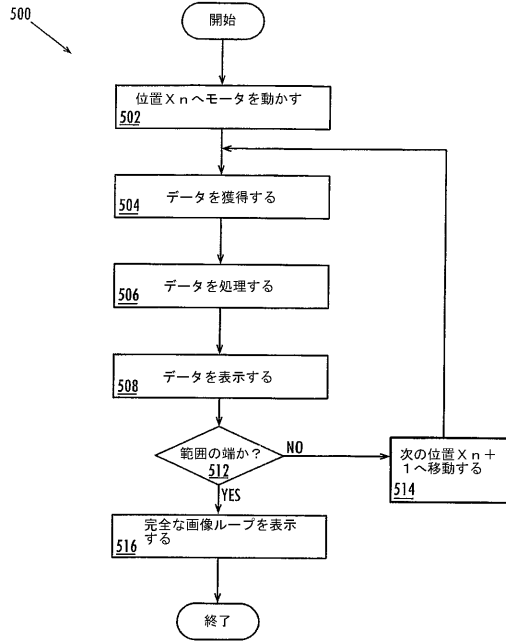 500
開始
位置Xnへモータを動かす
502
データを獲得する
504
データを処理する
506
データを表示する
508
範囲の端か?
512
NO
次の位置Xn+
1へ移動する
514
YES
完全な画像ループを表示
する
516
終了